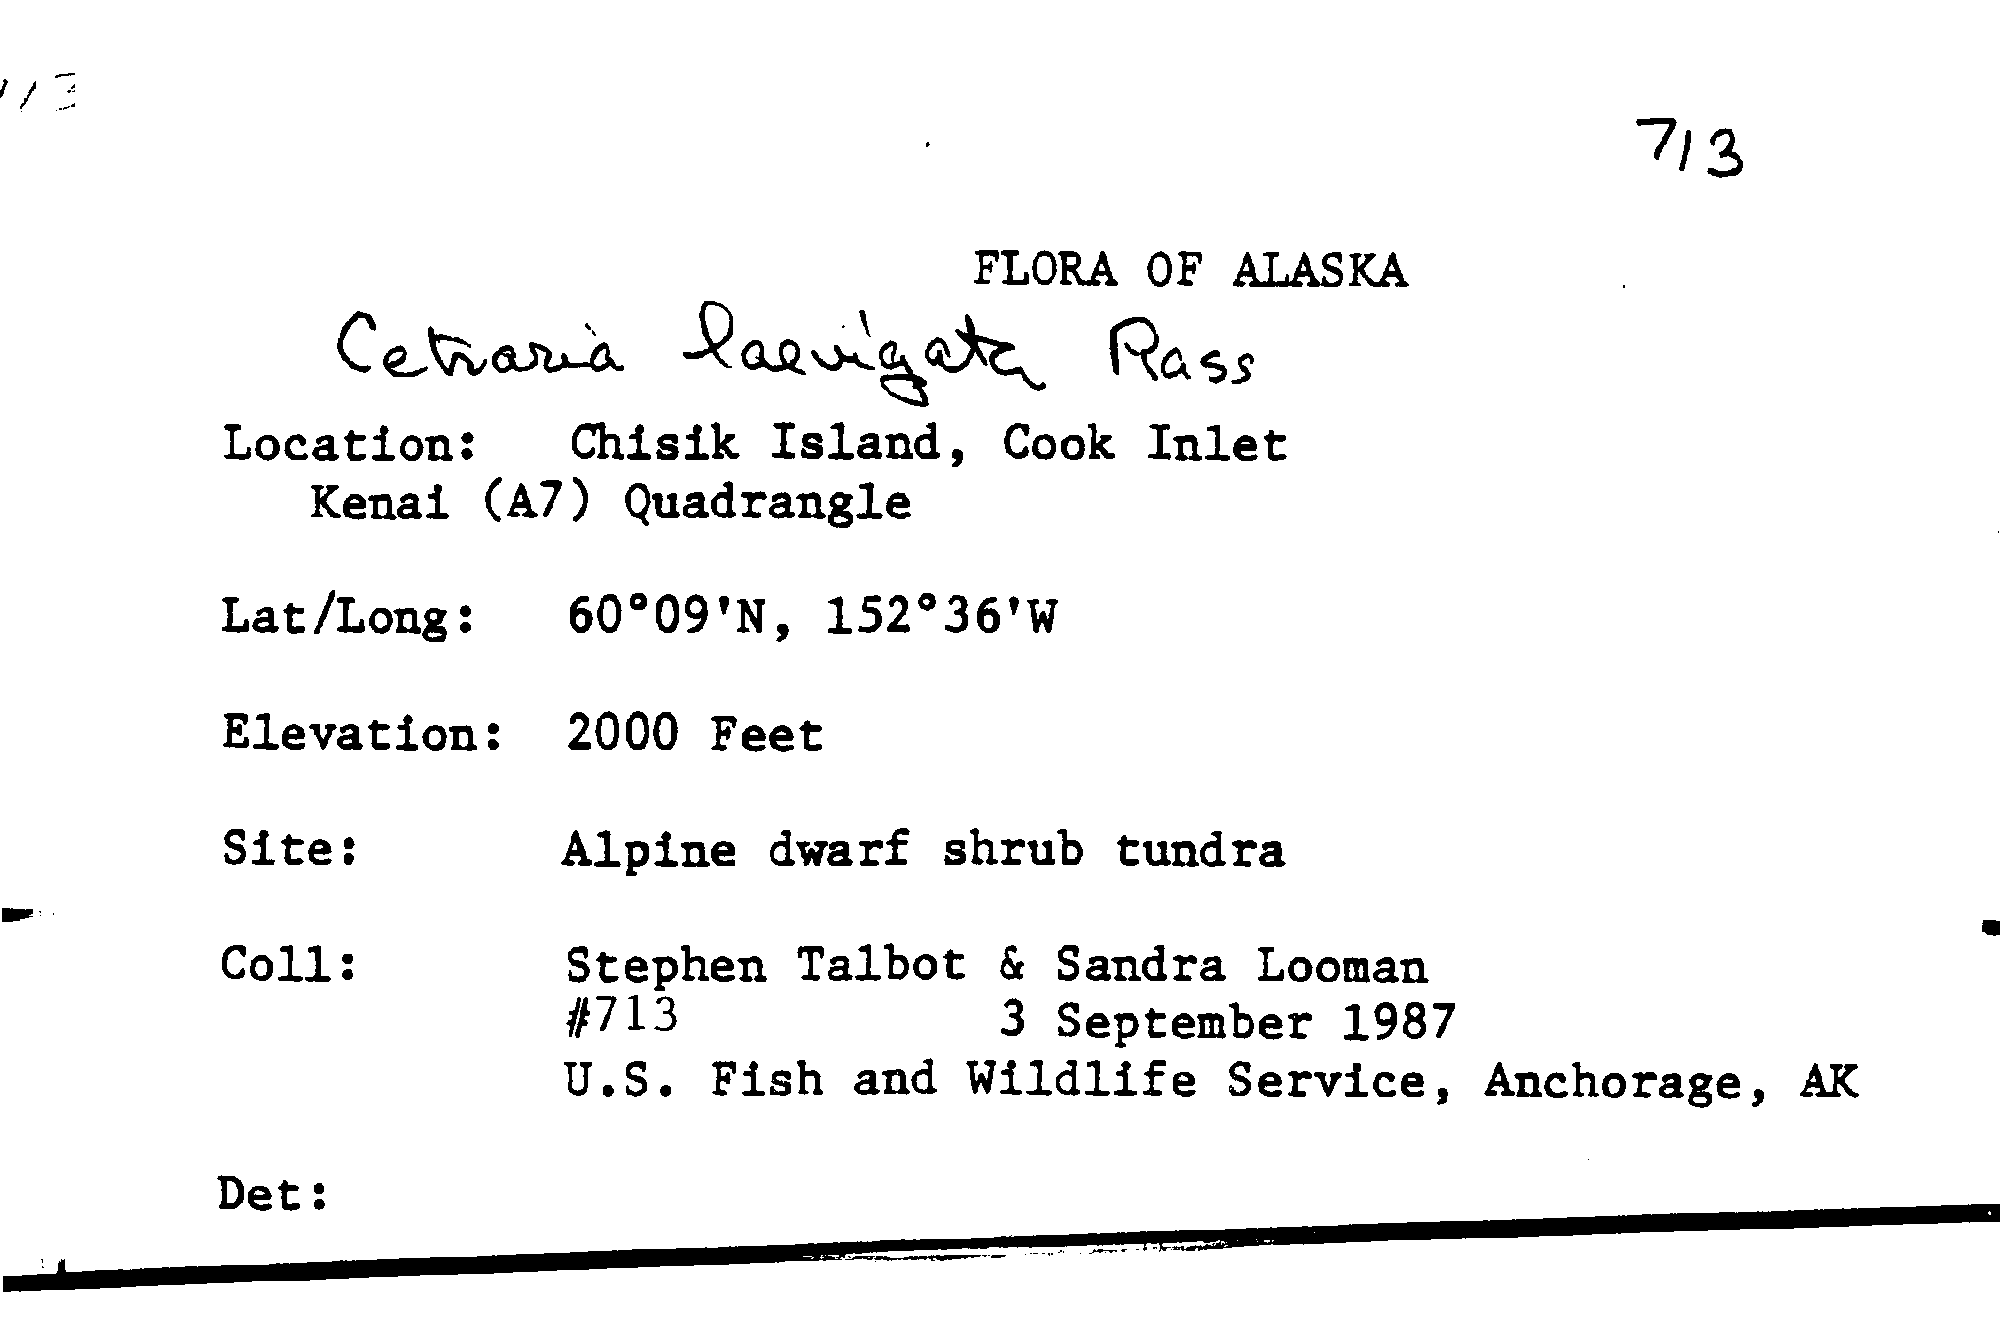 713
FLORA OF ALASKA
Cetraria laevigata Rass
Location: Chisik Island, Cook Inlet
Kenai (A7) Quadrangle
Lat/Long: 60°09'N, 152°36'W
Elevation: 2000 Feet
Site: Alpine dwarf shrub tundra
Coll: Stephen Talbot & Sandra Looman
#713 3 September 1987
U.S. Fish and Wildlife Service, Anchorage, AK
Det: